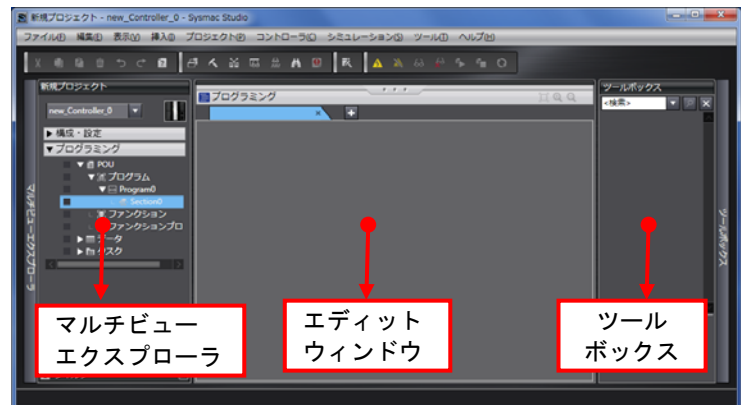 新規プロジェクト - new_Controller_0 - Sysmac Studio
ファイル(F) 編集(E) 表示(V) 挿入(I) プロジェクト(P) コントローラ(C) シミュレーション(S) ツール(T) ヘルプ(H)
新規プロジェクト
new_Controller_0
▶ 構成・設定
▼ プログラミング
▼ POU
▼ プログラム
▼ Program0
Section0
ファンクション
ファンクションブロ
▶ データ
▶ タスク
マルチビューエクスプローラ
プログラミング
× +
ツールボックス
<検索>
ツールボックス
マルチビュー
エクスプローラ
エディット
ウィンドウ
ツール
ボックス